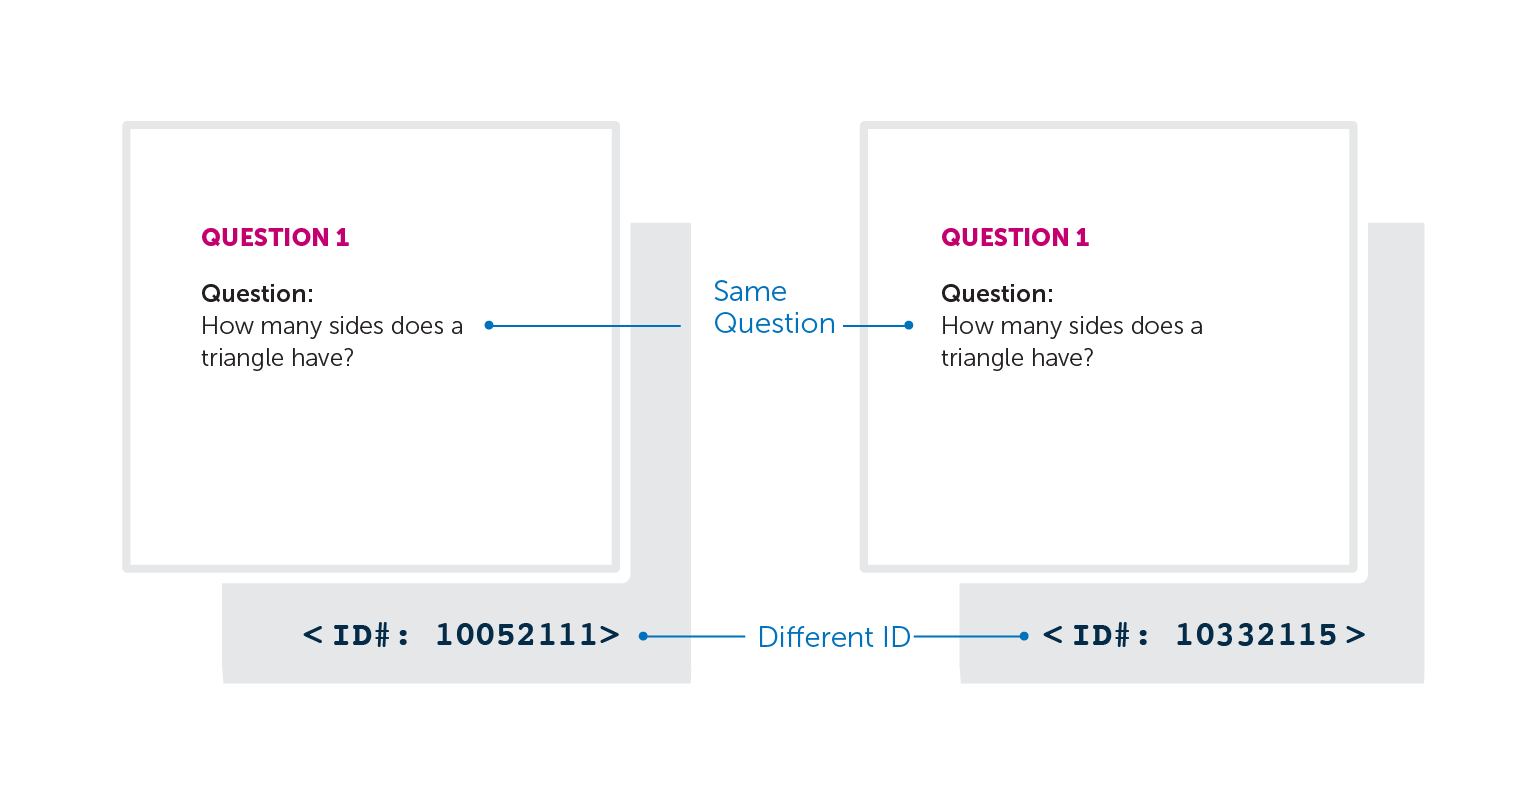 QUESTION 1
Question:
How many sides does a
triangle have?
<ID#: 10052111>
Same
Question
Different ID
QUESTION 1
Question:
How many sides does a
triangle have?
<ID#: 10332115>